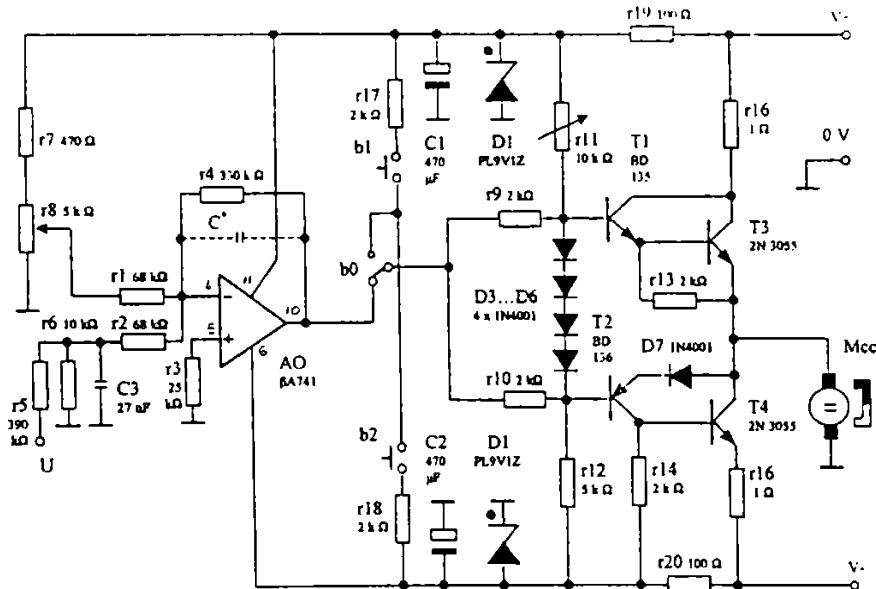 r19 100 Ω
V-
r17
2 kΩ
C1
470
μF
D1
PL9V1Z
r11
10 kΩ
T1
BD
135
r16
1 Ω
0 V
r7 470 Ω
r4 330 kΩ
b1
r8 5 kΩ
C*
r9 2 kΩ
T3
2N 3055
b0
r1 68 kΩ
4
11
10
r13 2 kΩ
D3...D6
4 x 1N4001
T2
BD
136
D7 1N4001
Mcc
r6 10 kΩ
r2 68 kΩ
5
6
AO
βA741
r3
25
kΩ
r10 2 kΩ
T4
2N 3055
r5
390
kΩ
C3
27 nF
U
b2
C2
470
μF
D1
PL9V1Z
r12
5 kΩ
r14
2 kΩ
r16
1 Ω
r18
2 kΩ
r20 100 Ω
V-